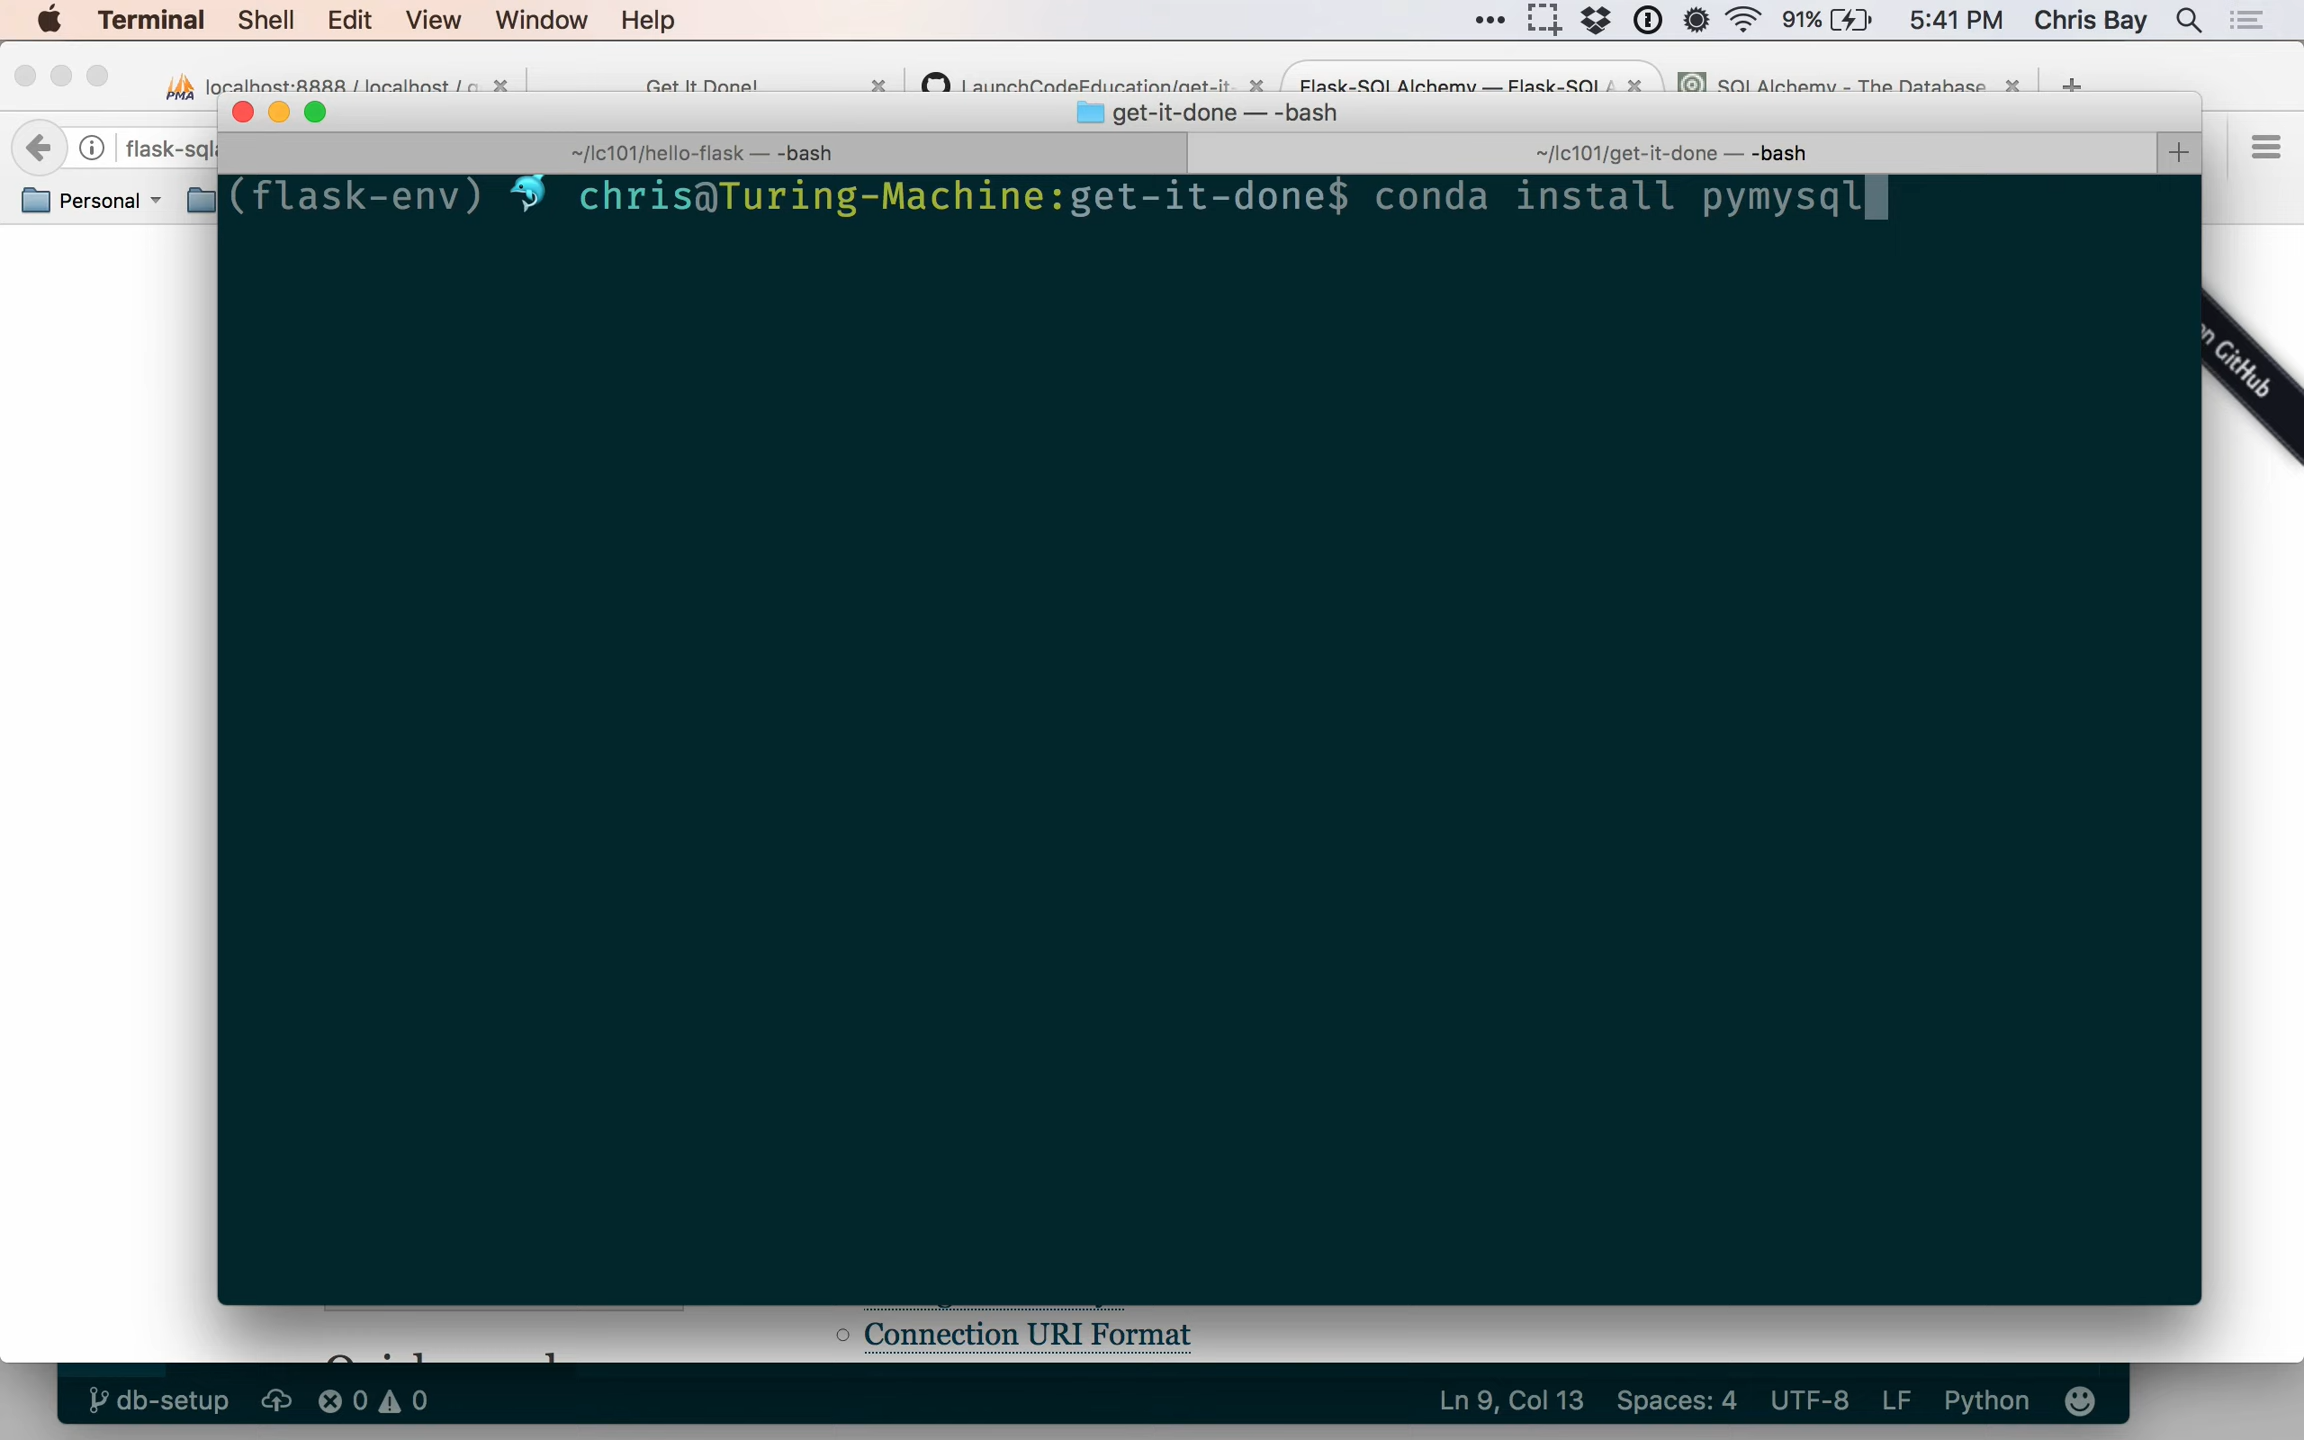 Terminal Shell Edit View Window Help 91% 5:41 PM Chris Bay
localhost:8888 / localhost / g Get It Done! LaunchCodeEducation/get-it- Flask-SQLAlchemy — Flask-SQLA SQLAlchemy - The Database
get-it-done — -bash
flask-sqla
~/lc101/hello-flask — -bash ~/lc101/get-it-done — -bash
Personal
(flask-env) 🐬 chris@Turing-Machine:get-it-done$ conda install pymysql
on GitHub
Connection URI Format
db-setup 0 0 Ln 9, Col 13 Spaces: 4 UTF-8 LF Python